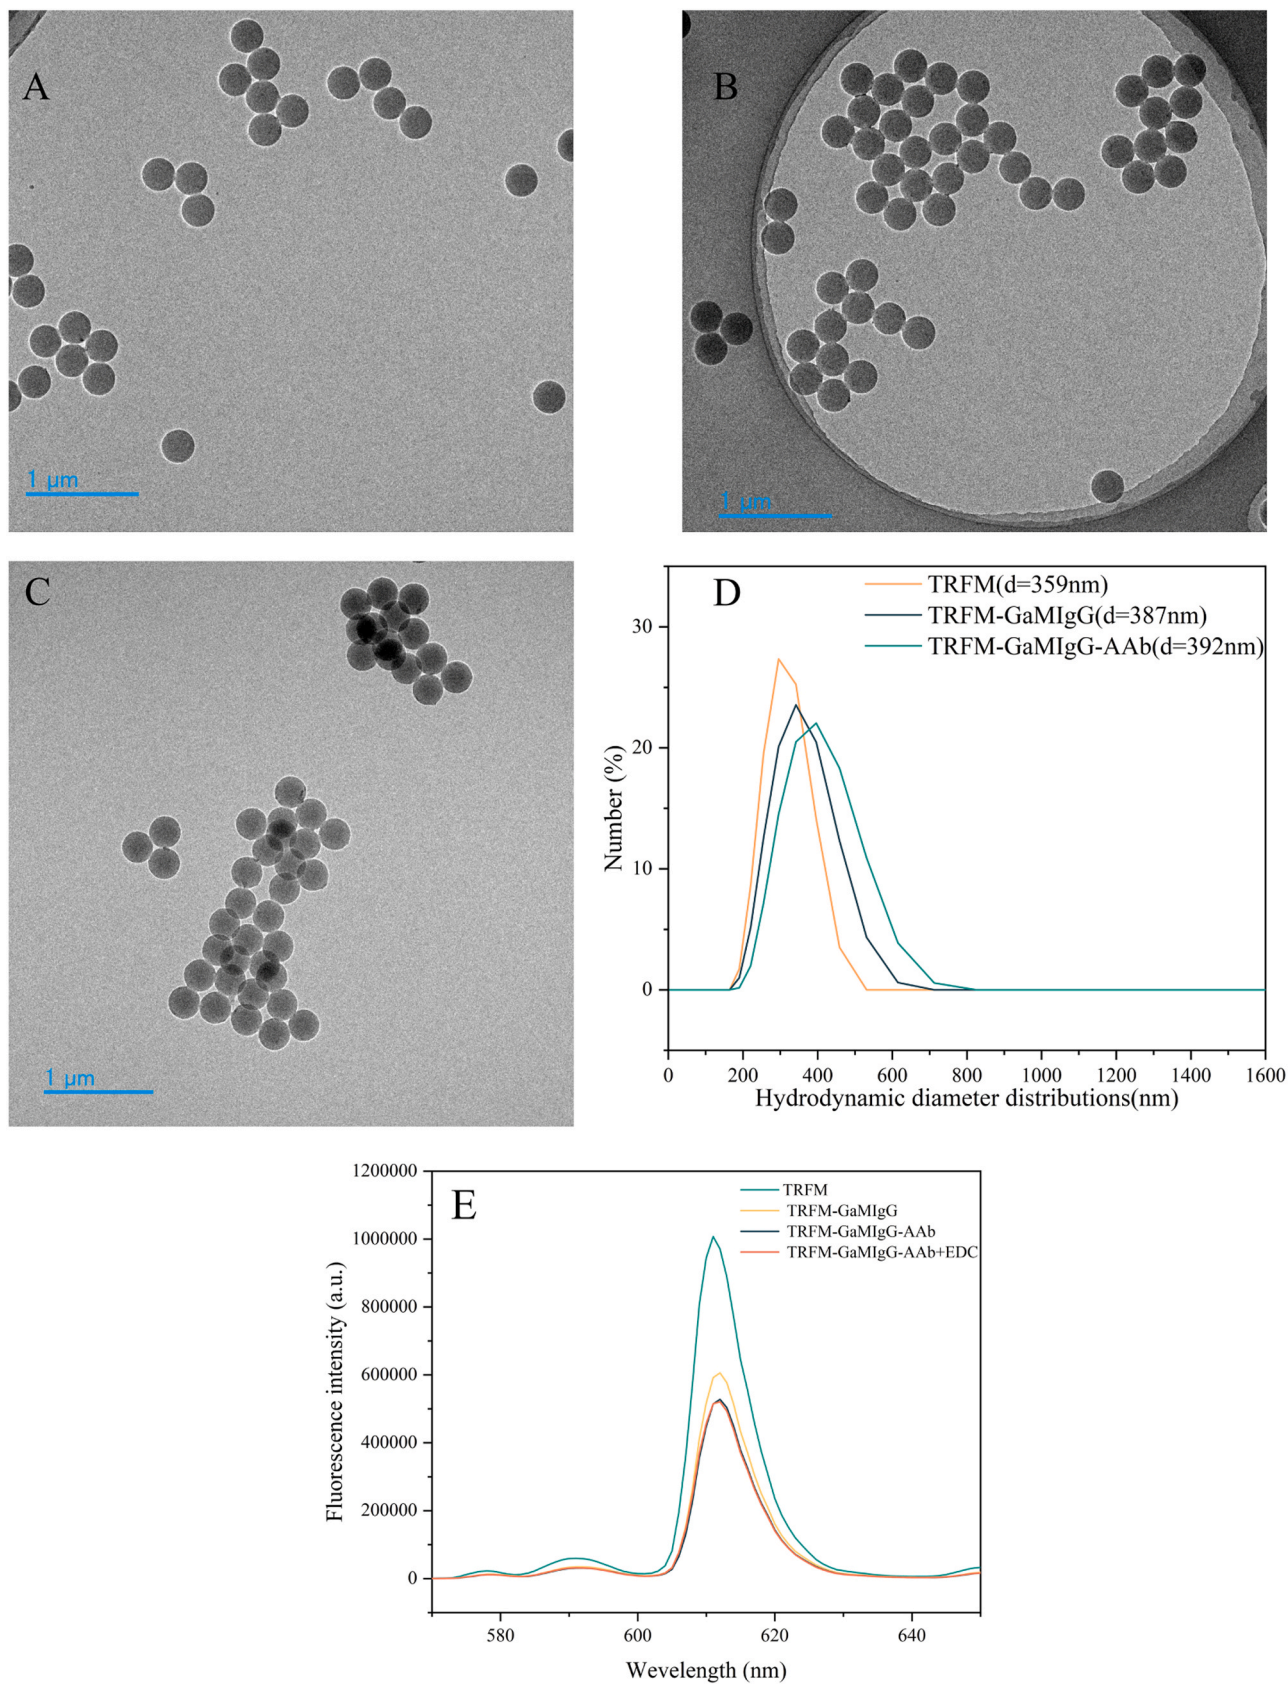 A
1 μm
B
1 μm
C
1 μm
D
TRFM(d=359nm)
TRFM-GaMIgG(d=387nm)
TRFM-GaMIgG-AAb(d=392nm)
30
20
10
0
Number (%)
0 200 400 600 800 1000 1200 1400 1600
Hydrodynamic diameter distributions(nm)
E
TRFM
TRFM-GaMIgG
TRFM-GaMIgG-AAb
TRFM-GaMIgG-AAb+EDC
1200000
1000000
800000
600000
400000
200000
0
Fluorescence intensity (a.u.)
580 600 620 640
Wevelength (nm)